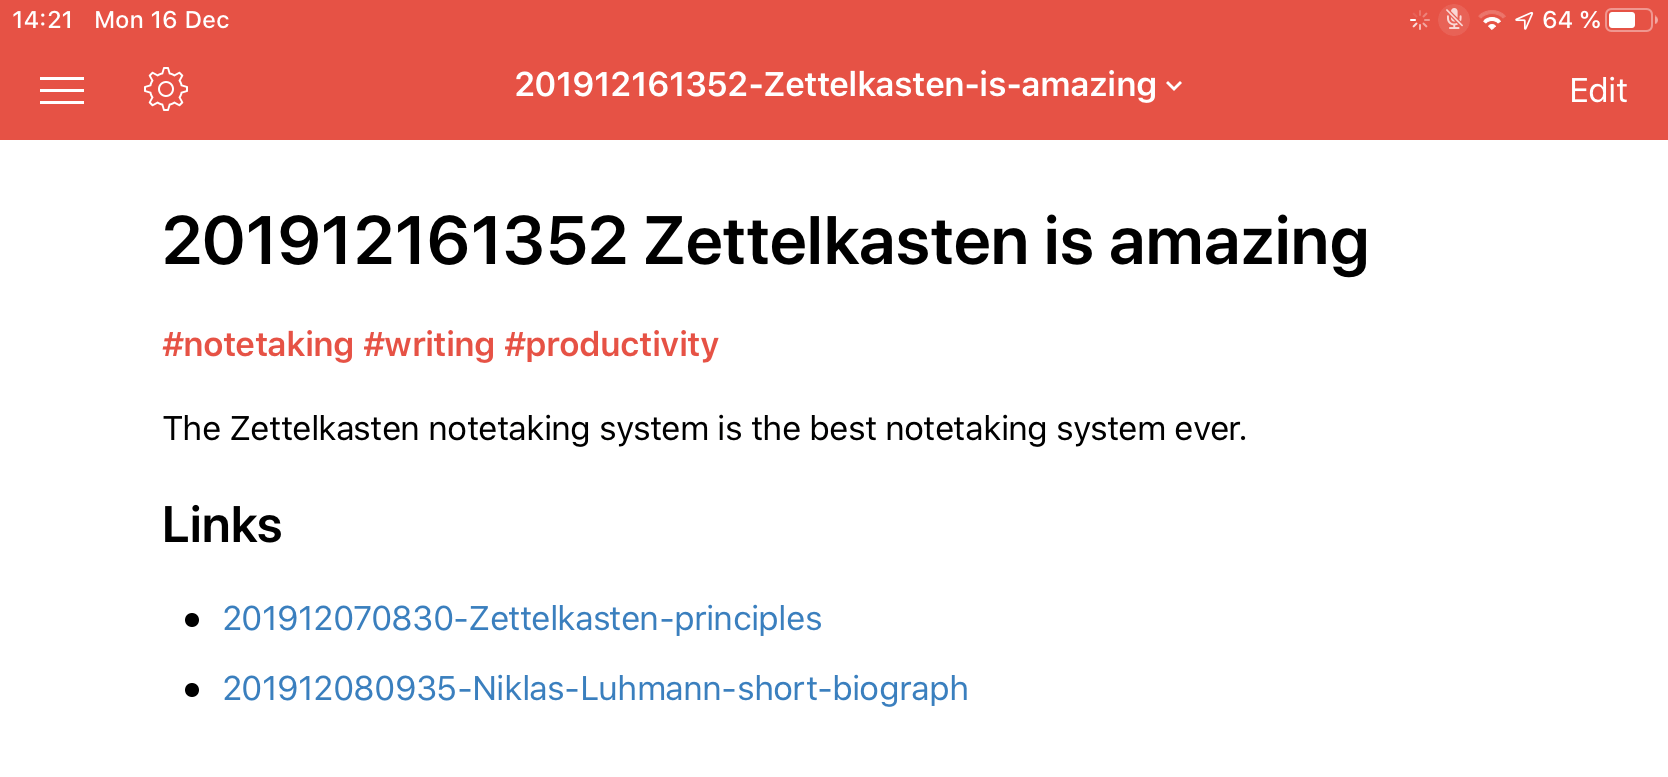 14:21 Mon 16 Dec 64 %
201912161352-Zettelkasten-is-amazing
Edit
201912161352 Zettelkasten is amazing
#notetaking #writing #productivity
The Zettelkasten notetaking system is the best notetaking system ever.
Links
201912070830-Zettelkasten-principles
201912080935-Niklas-Luhmann-short-biograph